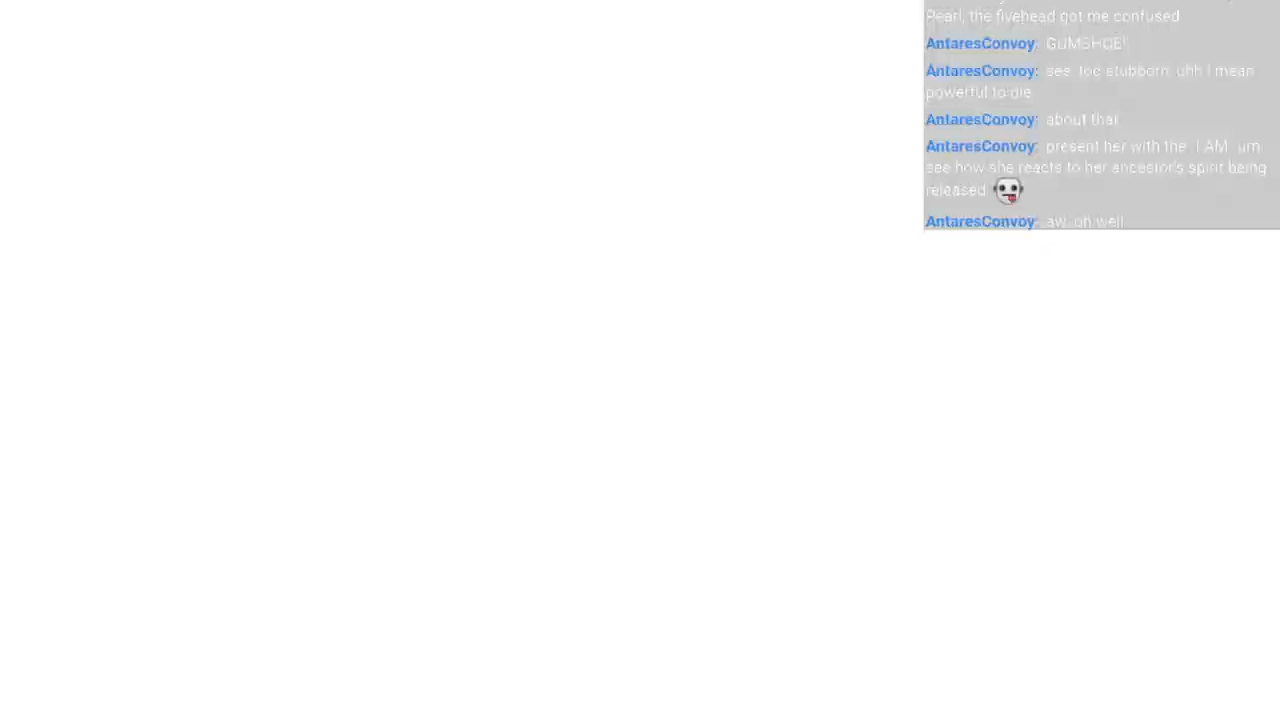 Pearl, the fivehead got me confused
AntaresConvoy: GUMSHOE!
AntaresConvoy: see, too stubborn, uhh I mean
powerful to die
AntaresConvoy: about that
AntaresConvoy: present her with the I AM um
see how she reacts to her ancestor's spirit being
released
AntaresConvoy: aw, oh well